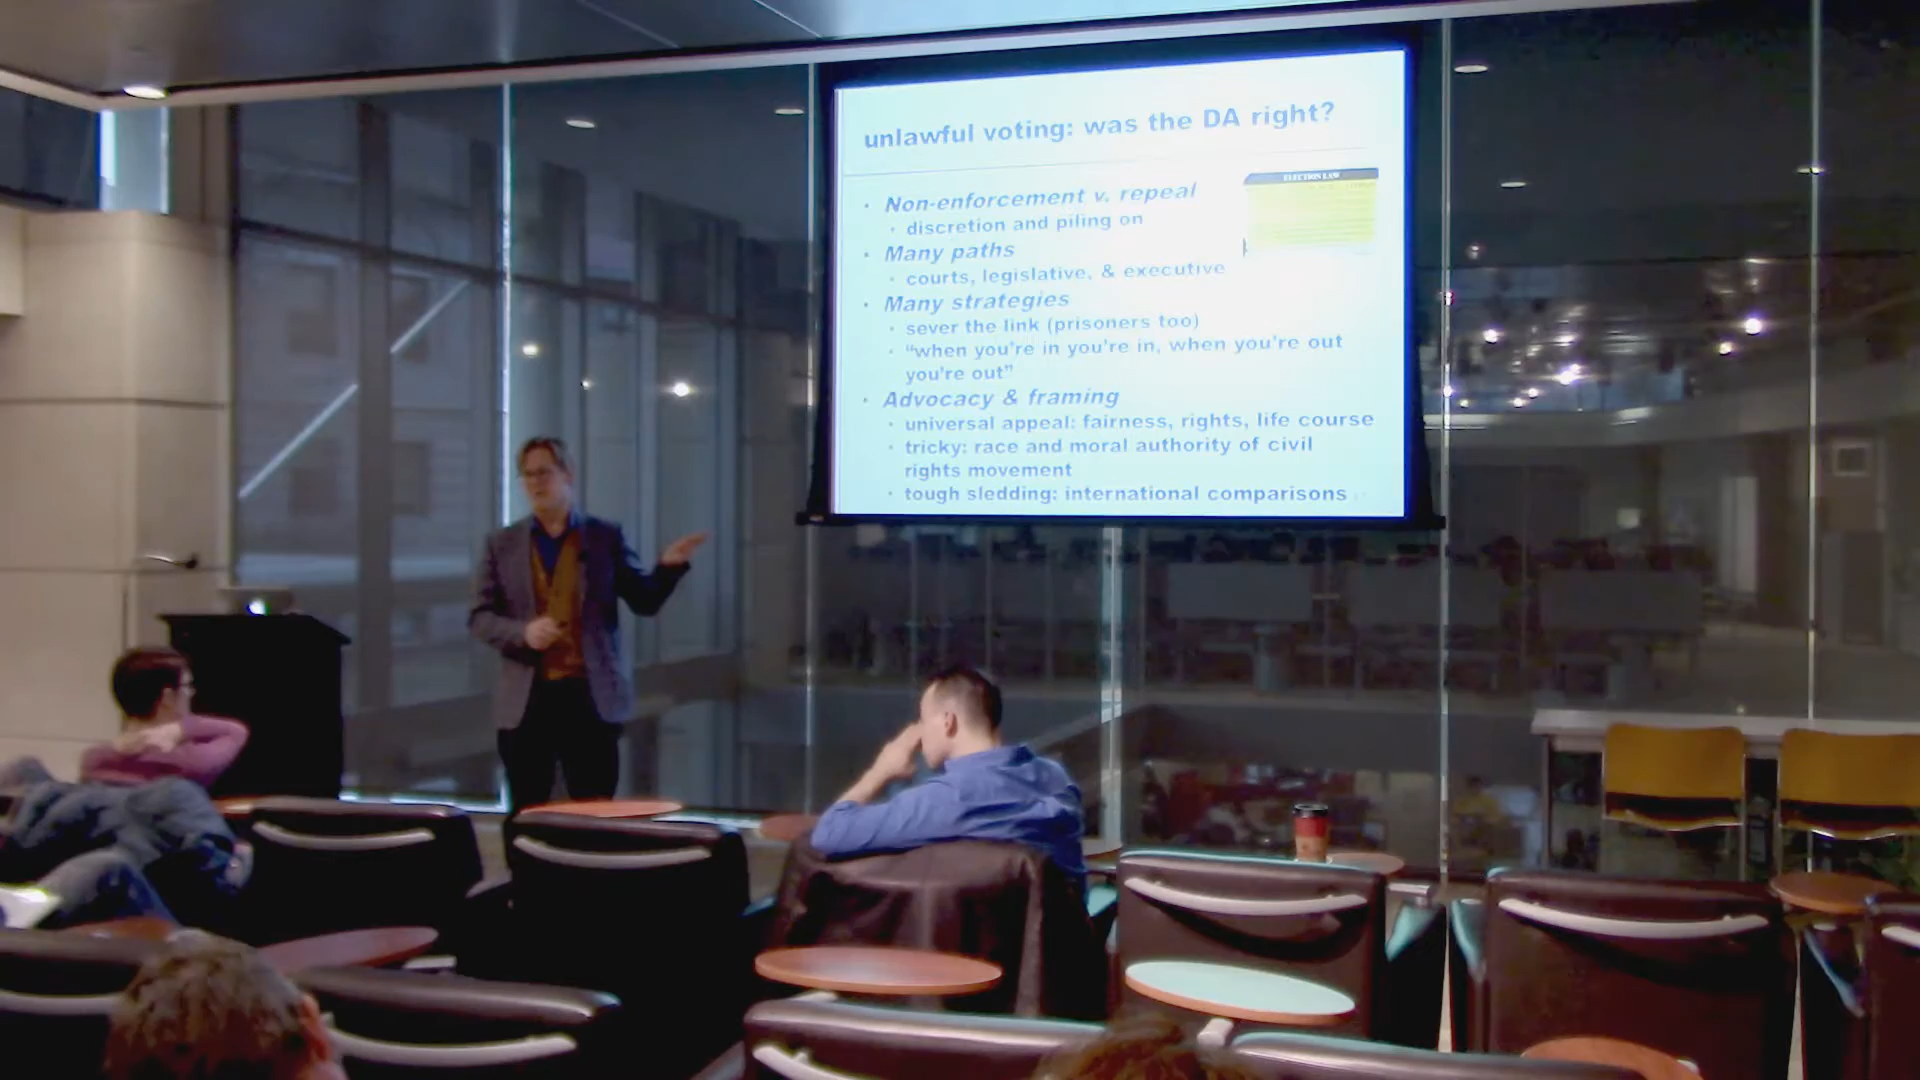 unlawful voting: was the DA right?
ELECTION LAW
• Non-enforcement v. repeal
• discretion and piling on
• Many paths
• courts, legislative, & executive
• Many strategies
• sever the link (prisoners too)
• “when you’re in you’re in, when you’re out
you’re out”
• Advocacy & framing
• universal appeal: fairness, rights, life course
• tricky: race and moral authority of civil
rights movement
• tough sledding: international comparisons